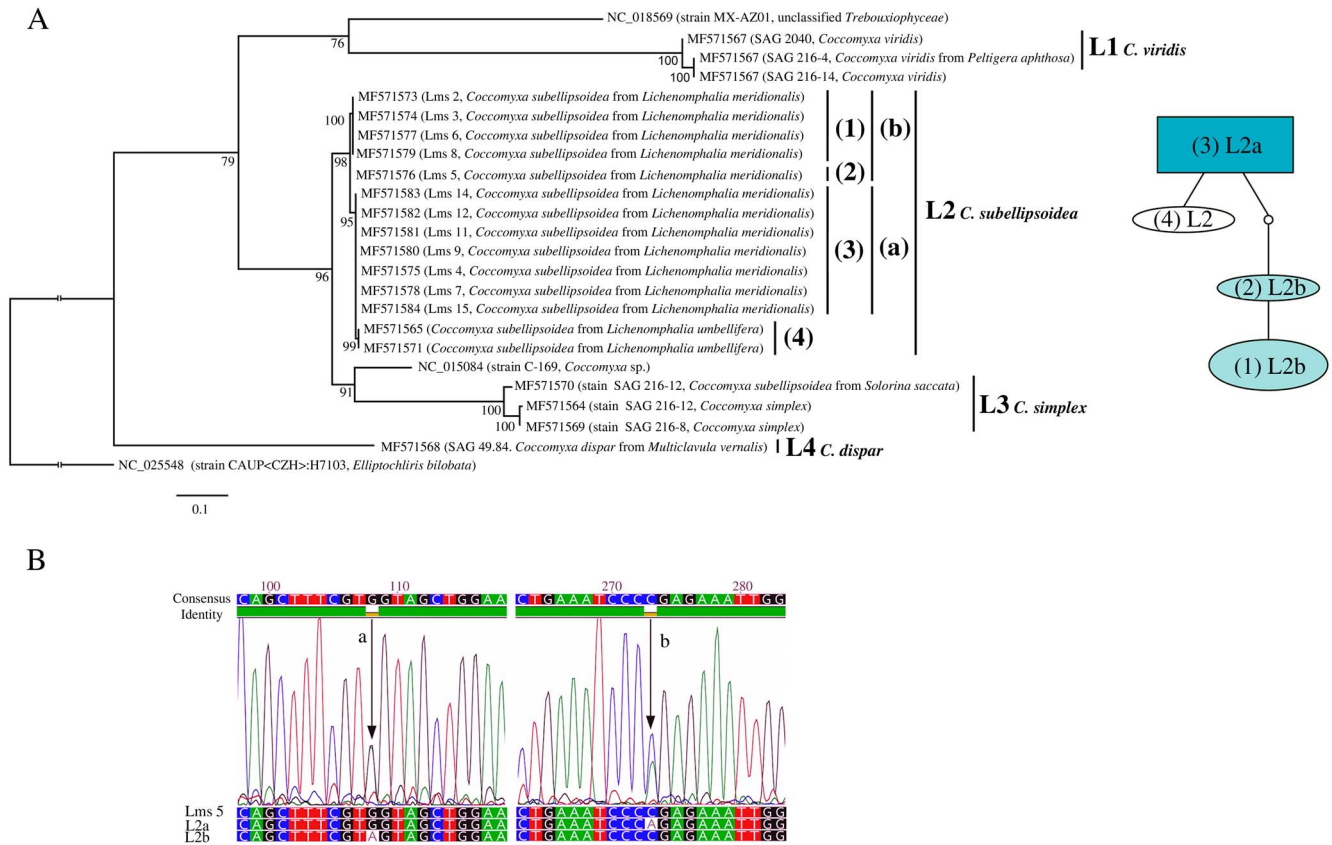 A
NC_018569 (strain MX-AZ01, unclassified Trebouxiophyceae)
MF571567 (SAG 2040, Coccomyxa viridis)
MF571567 (SAG 216-4, Coccomyxa viridis from Peltigera aphthosa)
MF571567 (SAG 216-14, Coccomyxa viridis)
L1 C. viridis
76
100
100
MF571573 (Lms 2, Coccomyxa subellipsoidea from Lichenomphalia meridionalis)
MF571574 (Lms 3, Coccomyxa subellipsoidea from Lichenomphalia meridionalis)
MF571577 (Lms 6, Coccomyxa subellipsoidea from Lichenomphalia meridionalis)
MF571579 (Lms 8, Coccomyxa subellipsoidea from Lichenomphalia meridionalis)
MF571576 (Lms 5, Coccomyxa subellipsoidea from Lichenomphalia meridionalis)
MF571583 (Lms 14, Coccomyxa subellipsoidea from Lichenomphalia meridionalis)
MF571582 (Lms 12, Coccomyxa subellipsoidea from Lichenomphalia meridionalis)
MF571581 (Lms 11, Coccomyxa subellipsoidea from Lichenomphalia meridionalis)
MF571580 (Lms 9, Coccomyxa subellipsoidea from Lichenomphalia meridionalis)
MF571575 (Lms 4, Coccomyxa subellipsoidea from Lichenomphalia meridionalis)
MF571578 (Lms 7, Coccomyxa subellipsoidea from Lichenomphalia meridionalis)
MF571584 (Lms 15, Coccomyxa subellipsoidea from Lichenomphalia meridionalis)
MF571565 (Coccomyxa subellipsoidea from Lichenomphalia umbellifera)
MF571571 (Coccomyxa subellipsoidea from Lichenomphalia umbellifera)
(1)
(b)
(2)
(3)
(a)
(4)
L2 C. subellipsoidea
100
79
98
95
96
99
NC_015084 (strain C-169, Coccomyxa sp.)
MF571570 (stain SAG 216-12, Coccomyxa subellipsoidea from Solorina saccata)
MF571564 (stain SAG 216-12, Coccomyxa simplex)
MF571569 (stain SAG 216-8, Coccomyxa simplex)
L3 C. simplex
91
100
100
MF571568 (SAG 49.84. Coccomyxa dispar from Multiclavula vernalis)
L4 C. dispar
NC_025548 (strain CAUP<CZH>:H7103, Elliptochliris bilobata)
0.1
(3) L2a
(4) L2
(2) L2b
(1) L2b
B
100 110 270 280
Consensus CAGCTTTCGTGGTAGCTGGAA CTGAAATCCCCGAGAAATTGG
Identity
a b
Lms 5 CAGCTTTCGTGGTAGCTGGAA CTGAAATCCCCGAGAAATTGG
L2a CAGCTTTCGTGGTAGCTGGAA CTGAAATCCCAGAGAAATTGG
L2b CAGCTTTCGTAGTAGCTGGAA CTGAAATCCCCGAGAAATTGG